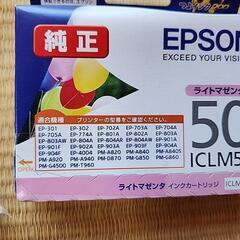 純正
EPSON
EXCEED YOUR VIS
ライトマゼンタ
50
ICLM5
適合機種 プリンターの型番をご確認ください。
EP-301 EP-302 EP-702A EP-703A EP-704A
EP-705A EP-774A EP-801A EP-802A EP-803A
EP-803AW EP-804A EP-804AR EP-804AW EP-901A
EP-901F EP-902A EP-903A EP-903F EP-904A
EP-904F EP-4004 PM-A820 PM-A840 PM-A840S
PM-A920 PM-A940 PM-D870 PM-G850 PM-G860
PM-G4500 PM-T960
OPEN
ライトマゼンタ インクカートリッジ
ICLM